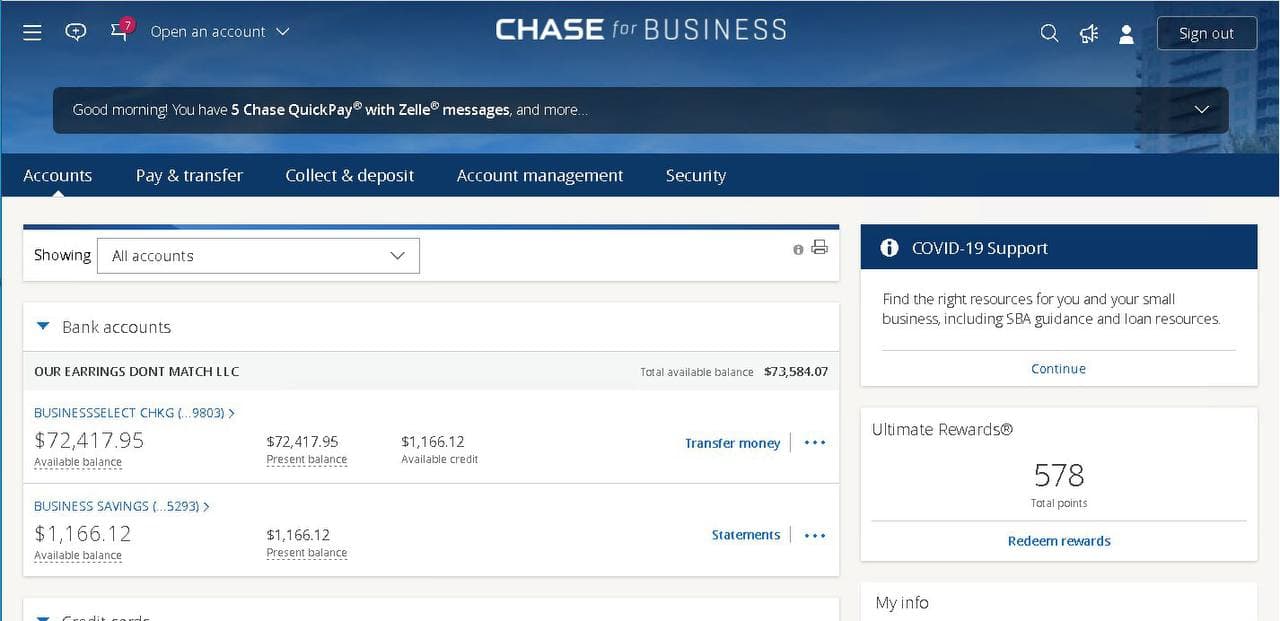 7
Open an account
CHASE for BUSINESS
Sign out
Good morning! You have 5 Chase QuickPay® with Zelle® messages, and more...
Accounts
Pay & transfer
Collect & deposit
Account management
Security
Showing
All accounts
Bank accounts
OUR EARRINGS DONT MATCH LLC
Total available balance $73,584.07
BUSINESSSELECT CHKG (...9803)
$72,417.95
Available balance
$72,417.95
Present balance
$1,166.12
Available credit
Transfer money
BUSINESS SAVINGS (...5293)
$1,166.12
Available balance
$1,166.12
Present balance
Statements
Credit cards
COVID-19 Support
Find the right resources for you and your small
business, including SBA guidance and loan resources.
Continue
Ultimate Rewards®
578
Total points
Redeem rewards
My info